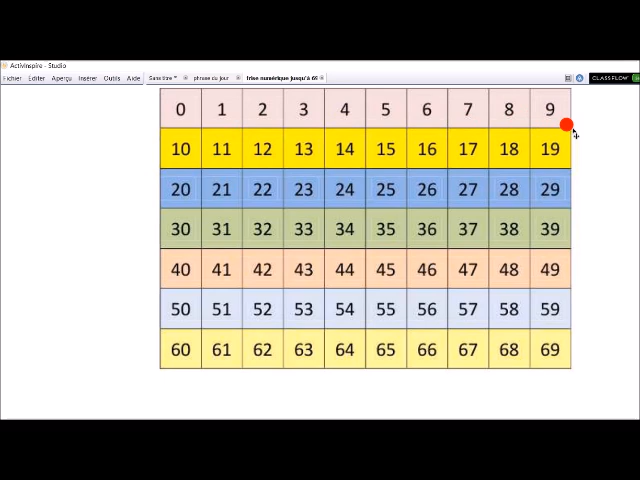 ActivInspire - Studio
Fichier Editer Aperçu Insérer Outils Aide Sans titre * phrase du jour frise numérique jusqu'à 69 CLASSFLOW
0 1 2 3 4 5 6 7 8 9
10 11 12 13 14 15 16 17 18 19
20 21 22 23 24 25 26 27 28 29
30 31 32 33 34 35 36 37 38 39
40 41 42 43 44 45 46 47 48 49
50 51 52 53 54 55 56 57 58 59
60 61 62 63 64 65 66 67 68 69